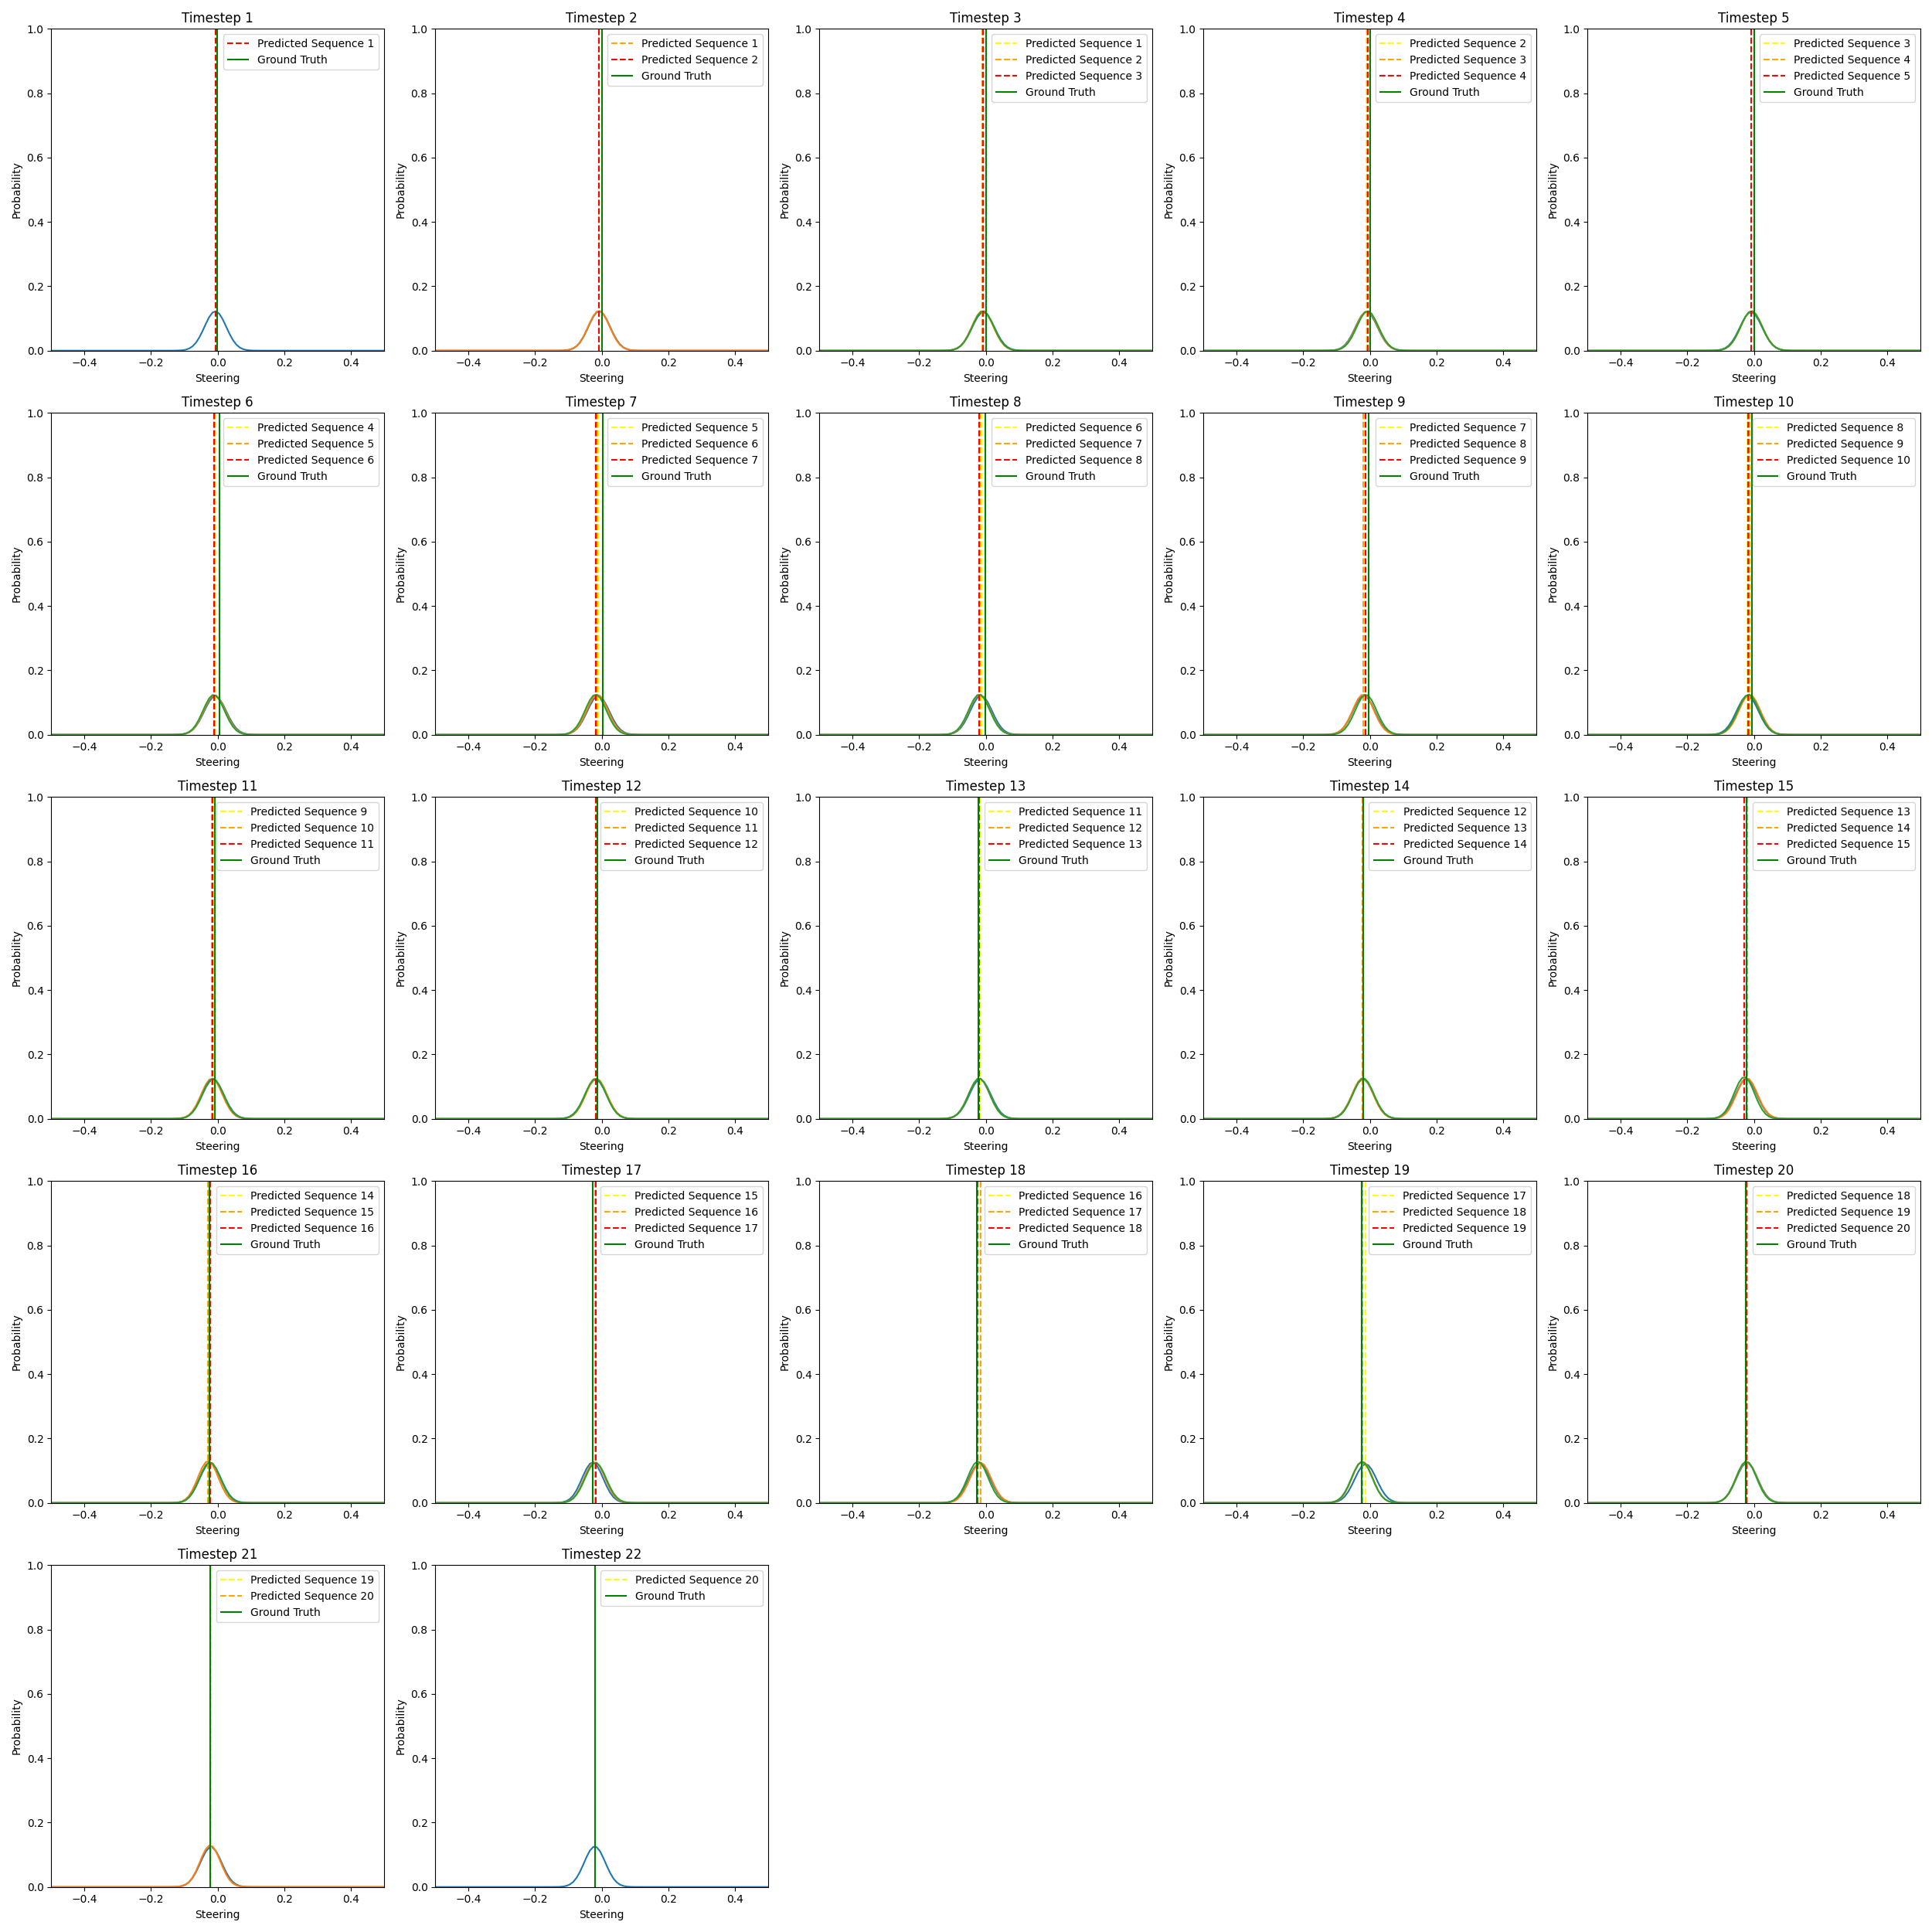 Timestep 1
Predicted Sequence 1
Ground Truth
Probability
1.0
0.8
0.6
0.4
0.2
0.0
−0.4 −0.2 0.0 0.2 0.4
Steering
Timestep 2
Predicted Sequence 1
Predicted Sequence 2
Ground Truth
Probability
1.0
0.8
0.6
0.4
0.2
0.0
−0.4 −0.2 0.0 0.2 0.4
Steering
Timestep 3
Predicted Sequence 1
Predicted Sequence 2
Predicted Sequence 3
Ground Truth
Probability
1.0
0.8
0.6
0.4
0.2
0.0
−0.4 −0.2 0.0 0.2 0.4
Steering
Timestep 4
Predicted Sequence 2
Predicted Sequence 3
Predicted Sequence 4
Ground Truth
Probability
1.0
0.8
0.6
0.4
0.2
0.0
−0.4 −0.2 0.0 0.2 0.4
Steering
Timestep 5
Predicted Sequence 3
Predicted Sequence 4
Predicted Sequence 5
Ground Truth
Probability
1.0
0.8
0.6
0.4
0.2
0.0
−0.4 −0.2 0.0 0.2 0.4
Steering
Timestep 6
Predicted Sequence 4
Predicted Sequence 5
Predicted Sequence 6
Ground Truth
Probability
1.0
0.8
0.6
0.4
0.2
0.0
−0.4 −0.2 0.0 0.2 0.4
Steering
Timestep 7
Predicted Sequence 5
Predicted Sequence 6
Predicted Sequence 7
Ground Truth
Probability
1.0
0.8
0.6
0.4
0.2
0.0
−0.4 −0.2 0.0 0.2 0.4
Steering
Timestep 8
Predicted Sequence 6
Predicted Sequence 7
Predicted Sequence 8
Ground Truth
Probability
1.0
0.8
0.6
0.4
0.2
0.0
−0.4 −0.2 0.0 0.2 0.4
Steering
Timestep 9
Predicted Sequence 7
Predicted Sequence 8
Predicted Sequence 9
Ground Truth
Probability
1.0
0.8
0.6
0.4
0.2
0.0
−0.4 −0.2 0.0 0.2 0.4
Steering
Timestep 10
Predicted Sequence 8
Predicted Sequence 9
Predicted Sequence 10
Ground Truth
Probability
1.0
0.8
0.6
0.4
0.2
0.0
−0.4 −0.2 0.0 0.2 0.4
Steering
Timestep 11
Predicted Sequence 9
Predicted Sequence 10
Predicted Sequence 11
Ground Truth
Probability
1.0
0.8
0.6
0.4
0.2
0.0
−0.4 −0.2 0.0 0.2 0.4
Steering
Timestep 12
Predicted Sequence 10
Predicted Sequence 11
Predicted Sequence 12
Ground Truth
Probability
1.0
0.8
0.6
0.4
0.2
0.0
−0.4 −0.2 0.0 0.2 0.4
Steering
Timestep 13
Predicted Sequence 11
Predicted Sequence 12
Predicted Sequence 13
Ground Truth
Probability
1.0
0.8
0.6
0.4
0.2
0.0
−0.4 −0.2 0.0 0.2 0.4
Steering
Timestep 14
Predicted Sequence 12
Predicted Sequence 13
Predicted Sequence 14
Ground Truth
Probability
1.0
0.8
0.6
0.4
0.2
0.0
−0.4 −0.2 0.0 0.2 0.4
Steering
Timestep 15
Predicted Sequence 13
Predicted Sequence 14
Predicted Sequence 15
Ground Truth
Probability
1.0
0.8
0.6
0.4
0.2
0.0
−0.4 −0.2 0.0 0.2 0.4
Steering
Timestep 16
Predicted Sequence 14
Predicted Sequence 15
Predicted Sequence 16
Ground Truth
Probability
1.0
0.8
0.6
0.4
0.2
0.0
−0.4 −0.2 0.0 0.2 0.4
Steering
Timestep 17
Predicted Sequence 15
Predicted Sequence 16
Predicted Sequence 17
Ground Truth
Probability
1.0
0.8
0.6
0.4
0.2
0.0
−0.4 −0.2 0.0 0.2 0.4
Steering
Timestep 18
Predicted Sequence 16
Predicted Sequence 17
Predicted Sequence 18
Ground Truth
Probability
1.0
0.8
0.6
0.4
0.2
0.0
−0.4 −0.2 0.0 0.2 0.4
Steering
Timestep 19
Predicted Sequence 17
Predicted Sequence 18
Predicted Sequence 19
Ground Truth
Probability
1.0
0.8
0.6
0.4
0.2
0.0
−0.4 −0.2 0.0 0.2 0.4
Steering
Timestep 20
Predicted Sequence 18
Predicted Sequence 19
Predicted Sequence 20
Ground Truth
Probability
1.0
0.8
0.6
0.4
0.2
0.0
−0.4 −0.2 0.0 0.2 0.4
Steering
Timestep 21
Predicted Sequence 19
Predicted Sequence 20
Ground Truth
Probability
1.0
0.8
0.6
0.4
0.2
0.0
−0.4 −0.2 0.0 0.2 0.4
Steering
Timestep 22
Predicted Sequence 20
Ground Truth
Probability
1.0
0.8
0.6
0.4
0.2
0.0
−0.4 −0.2 0.0 0.2 0.4
Steering